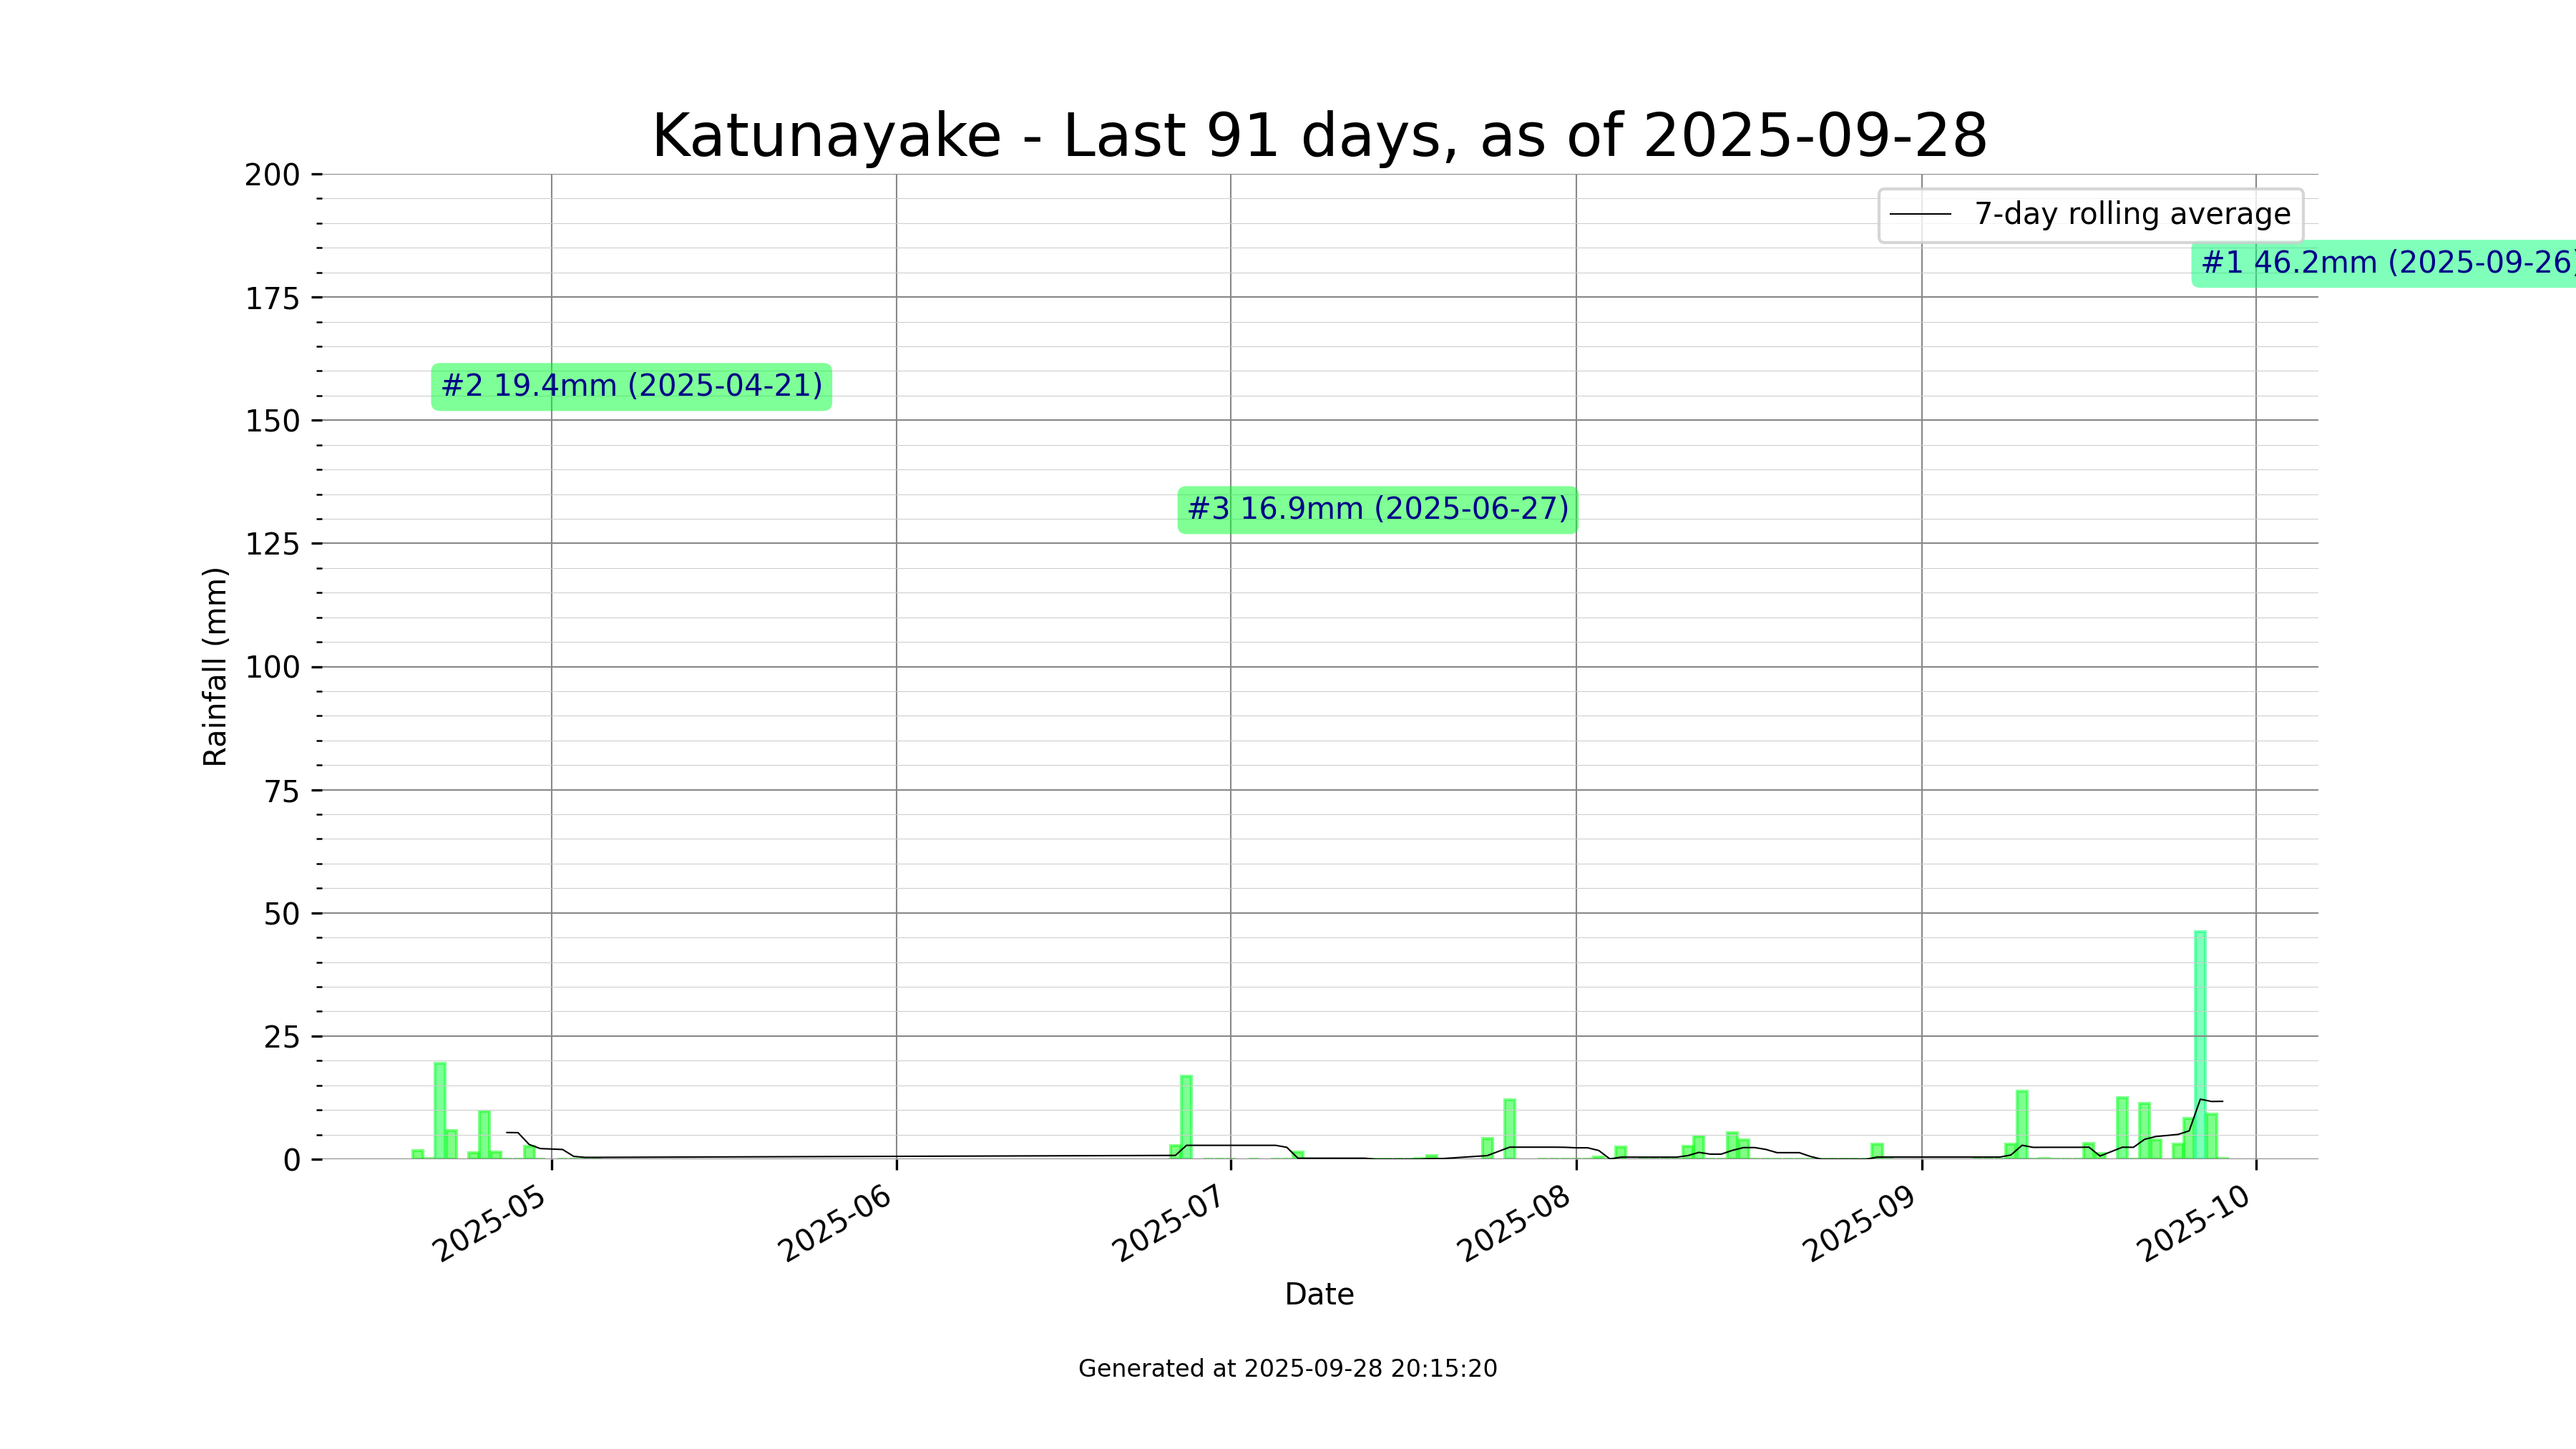 Katunayake - Last 91 days, as of 2025-09-28
200
175
150
125
100
75
50
25
0
Rainfall (mm)
7-day rolling average
#1 46.2mm (2025-09-26)
#2 19.4mm (2025-04-21)
#3 16.9mm (2025-06-27)
2025-05
2025-06
2025-07
2025-08
2025-09
2025-10
Date
Generated at 2025-09-28 20:15:20